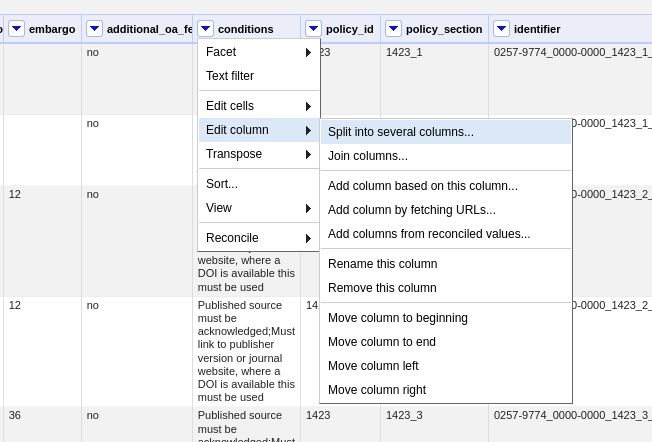 embargo additional_oa_fe conditions policy_id policy_section identifier
no 23 1423_1 0257-9774_0000-0000_1423_1_
Facet
Text filter
Edit cells
no 0-0000_1423_1_
Edit column
Split into several columns...
Transpose
Join columns...
Sort...
Add column based on this column...
12 no 0-0000_1423_2_
View
Add column by fetching URLs...
Reconcile
Add columns from reconciled values...
website, where a
DOI is available this
must be used
Rename this column
Remove this column
12 no Published source 14 0-0000_1423_2_
must be
acknowledged;Must
link to publisher
version or journal
website, where a
DOI is available this
must be used
Move column to beginning
Move column to end
Move column left
Move column right
36 no Published source 1423 1423_3 0257-9774_0000-0000_1423_3_
must be
acknowledged;Must